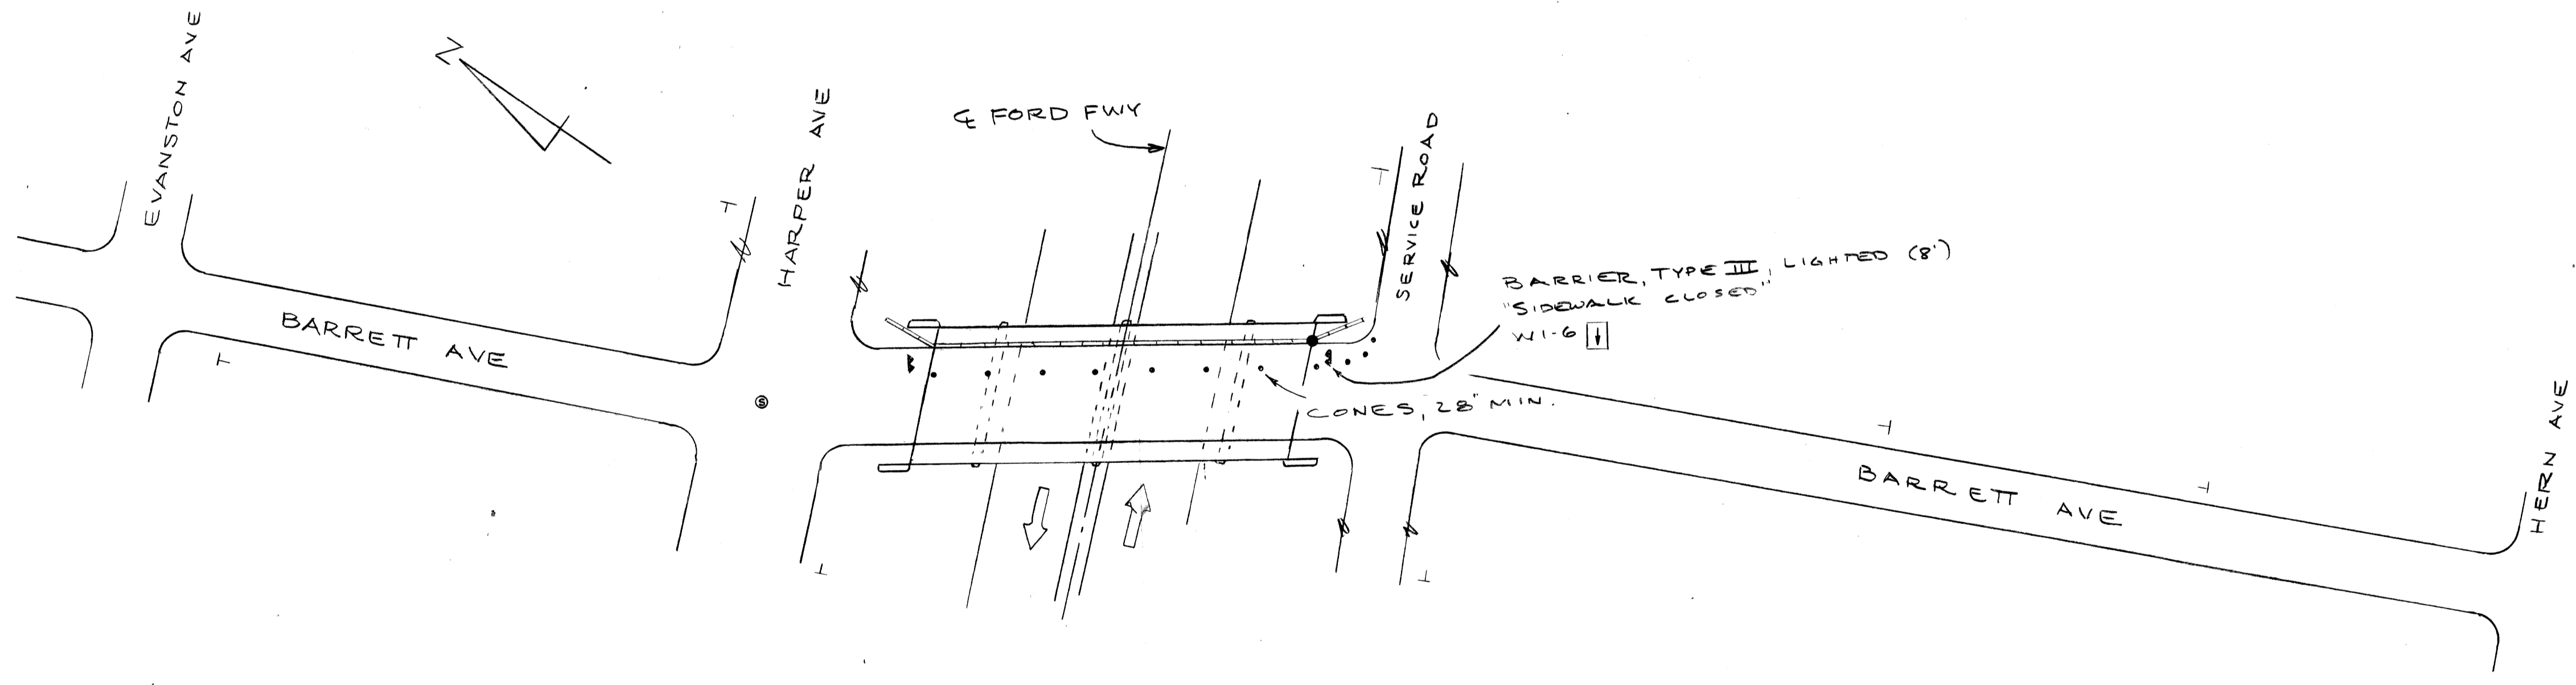 EVANSTON AVE
N
HARPER AVE
℄ FORD FWY
SERVICE ROAD
BARRIER, TYPE III, LIGHTED (8')
"SIDEWALK CLOSED"
W1-6
BARRETT AVE
S
CONES, 28" MIN.
BARRETT AVE
HERN AVE